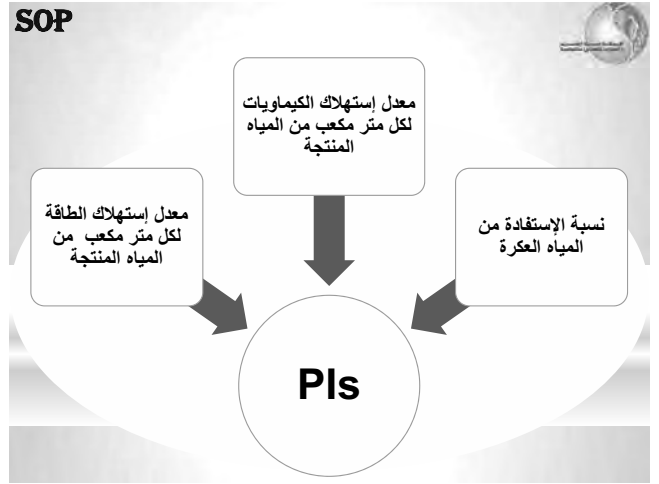 SOP
معدل إستهلاك الكيماويات
لكل متر مكعب من المياه
المنتجة
نسبة الإستفادة من
المياه العكرة
معدل إستهلاك الطاقة
لكل متر مكعب من
المياه المنتجة
PIs